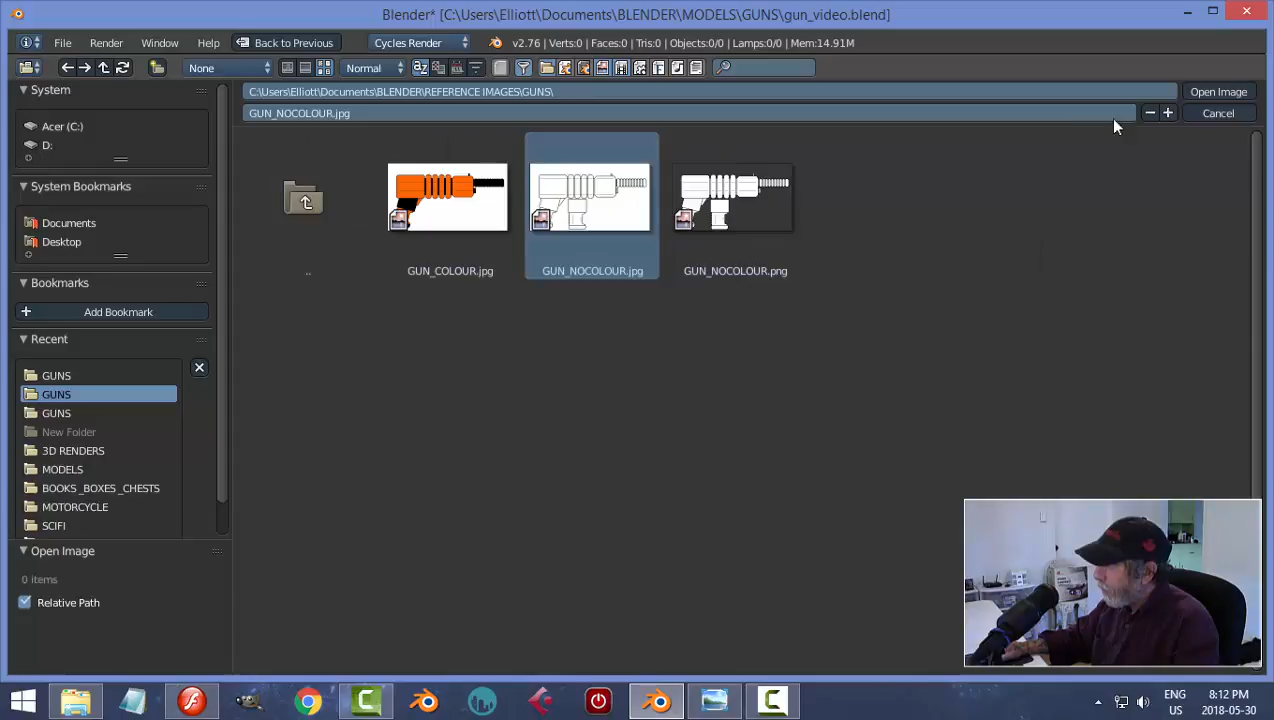 Blender* [C:\Users\Elliott\Documents\BLENDER\MODELS\GUNS\gun_video.blend]
File Render Window Help Back to Previous Cycles Render v2.76 | Verts:0 | Faces:0 | Tris:0 | Objects:0/0 | Lamps:0/0 | Mem:14.91M
None Normal
System
C:\Users\Elliott\Documents\BLENDER\REFERENCE IMAGES\GUNS\ Open Image
GUN_NOCOLOUR.jpg Cancel
Acer (C:)
D:
System Bookmarks
Documents
Desktop
.. GUN_COLOUR.jpg GUN_NOCOLOUR.jpg GUN_NOCOLOUR.png
Bookmarks
Add Bookmark
Recent
GUNS
GUNS
GUNS
New Folder
3D RENDERS
MODELS
BOOKS _BOXES _CHESTS
MOTORCYCLE
SCIFI
Open Image
0 items
Relative Path
ENG 8:12 PM
US 2018-05-30